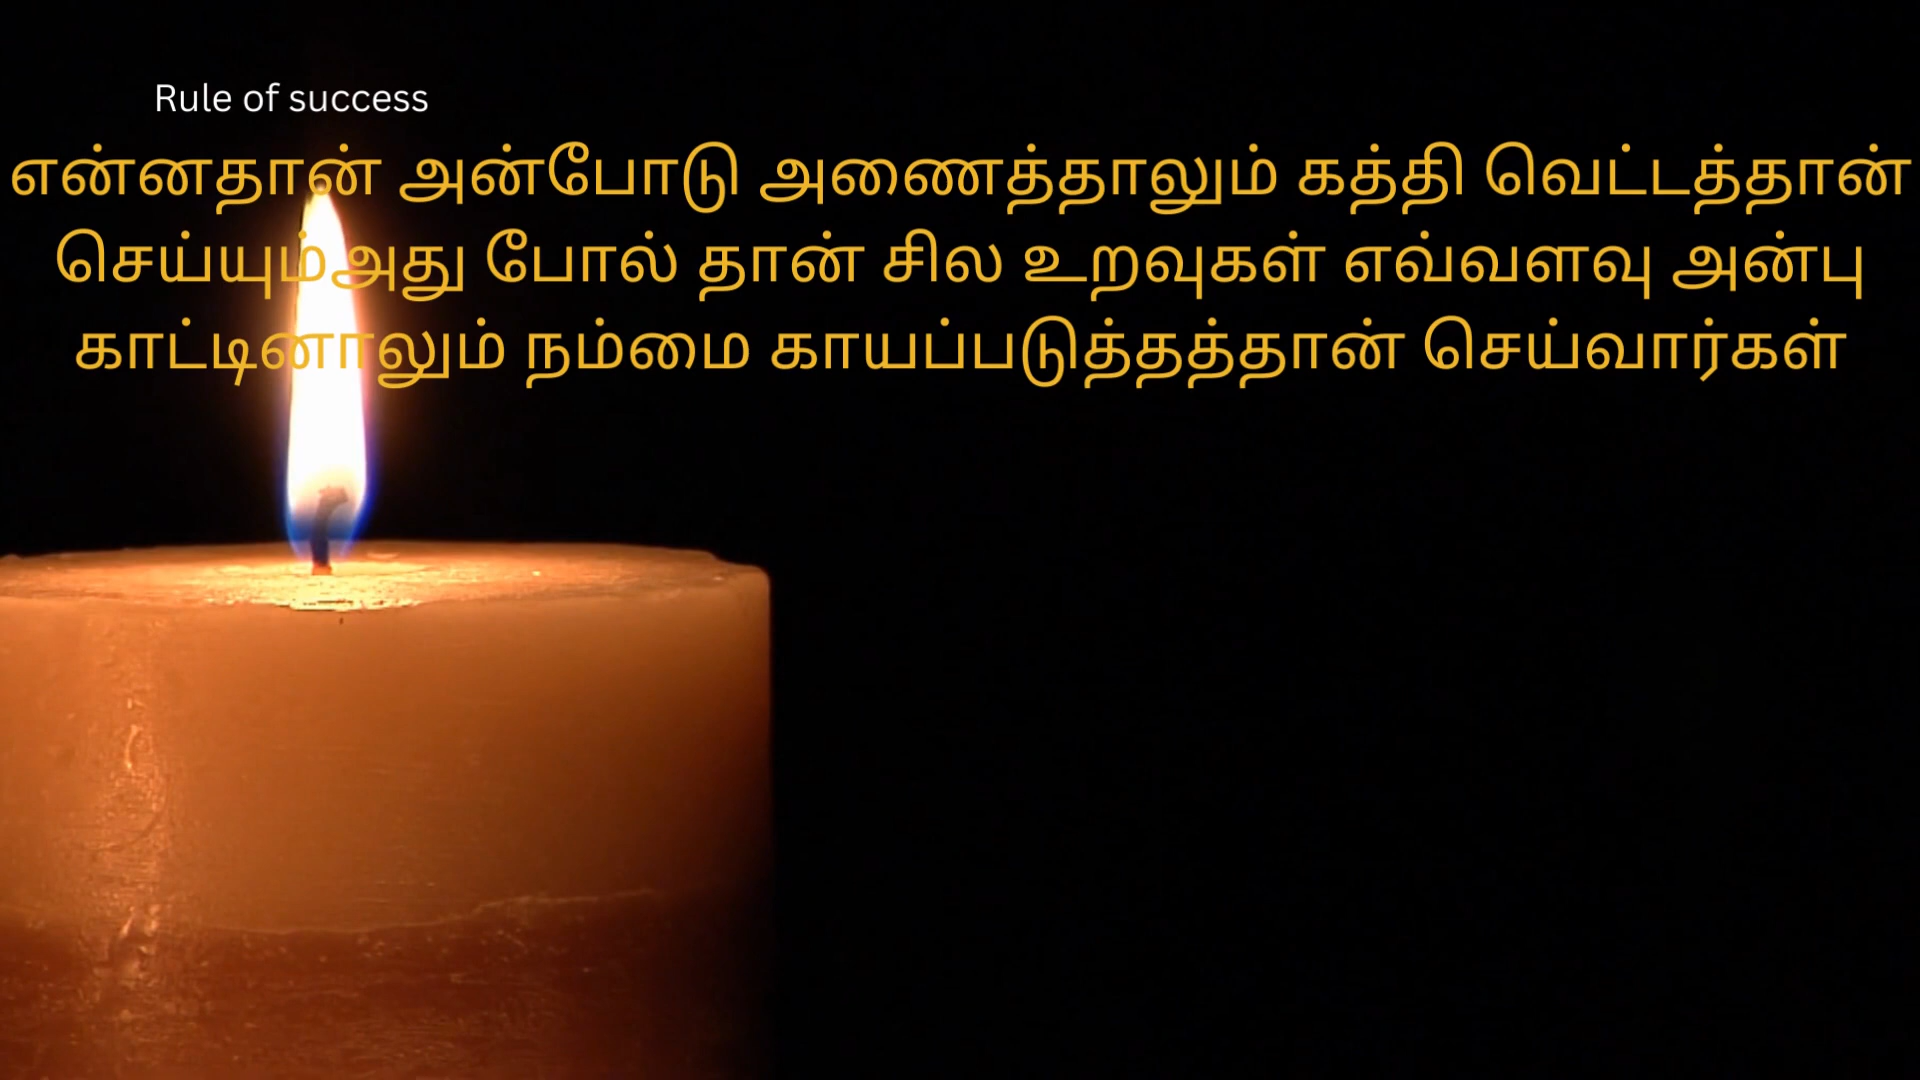 Rule of success
என்னதான் அன்போடு அணைத்தாலும் கத்தி வெட்டத்தான்
செய்யும்அது போல் தான் சில உறவுகள் எவ்வளவு அன்பு
காட்டினாலும் நம்மை காயப்படுத்தத்தான் செய்வார்கள்